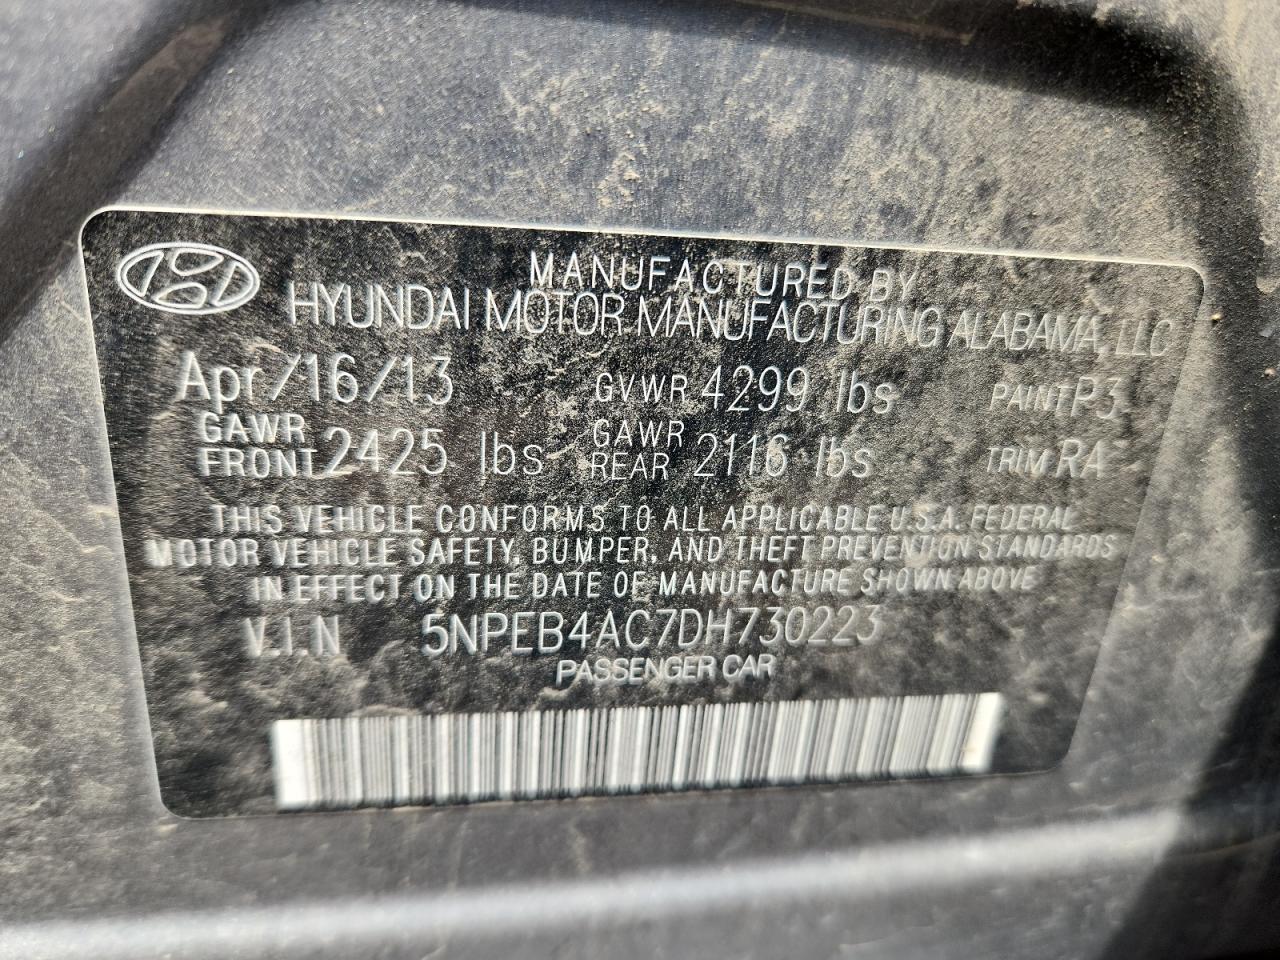 MANUFACTURED BY
HYUNDAI MOTOR MANUFACTURING ALABAMA, LLC
Apr/16/13 GVWR 4299 lbs PAINT P3
GAWR FRONT 2425 lbs GAWR REAR 2116 lbs TRIM RA
THIS VEHICLE CONFORMS TO ALL APPLICABLE U.S.A. FEDERAL
MOTOR VEHICLE SAFETY, BUMPER, AND THEFT PREVENTION STANDARDS
IN EFFECT ON THE DATE OF MANUFACTURE SHOWN ABOVE
V.I.N 5NPEB4AC7DH730223
PASSENGER CAR